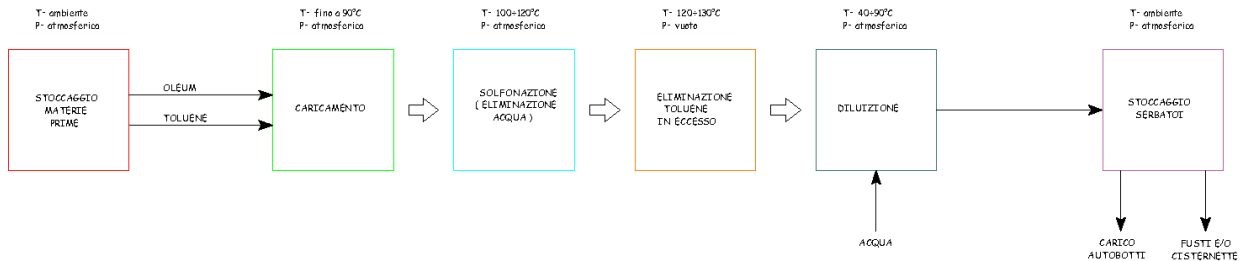 T- ambiente
P- atmosferica
T- fino a 90°C
P- atmosferica
T- 100÷120°C
P- atmosferica
T- 120÷130°C
P- vuoto
T- 40÷90°C
P- atmosferica
T- ambiente
P- atmosferica
STOCCAGGIO
MATERIE
PRIME
OLEUM
TOLUENE
CARICAMENTO
SOLFONAZIONE
( ELIMINAZIONE
ACQUA )
ELIMINAZIONE
TOLUENE
IN ECCESSO
DILUIZIONE
STOCCAGGIO
SERBATOI
ACQUA
CARICO
AUTOBOTTI
FUSTI E/O
CISTERNETTE